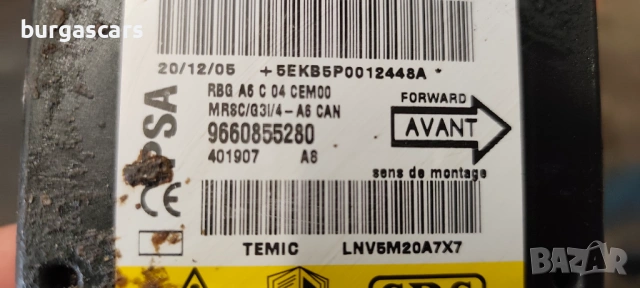 burgascars
20/12/05 +5EKB5P0012448A *
RBG A6 C 04 CEM00
MRSC/G3I/4-A6 CAN
9660855280
401907 A6
PSA
CE
FORWARD
AVANT
sens de montage
TEMIC LNV5M20A7X7
SRS
BAZAR